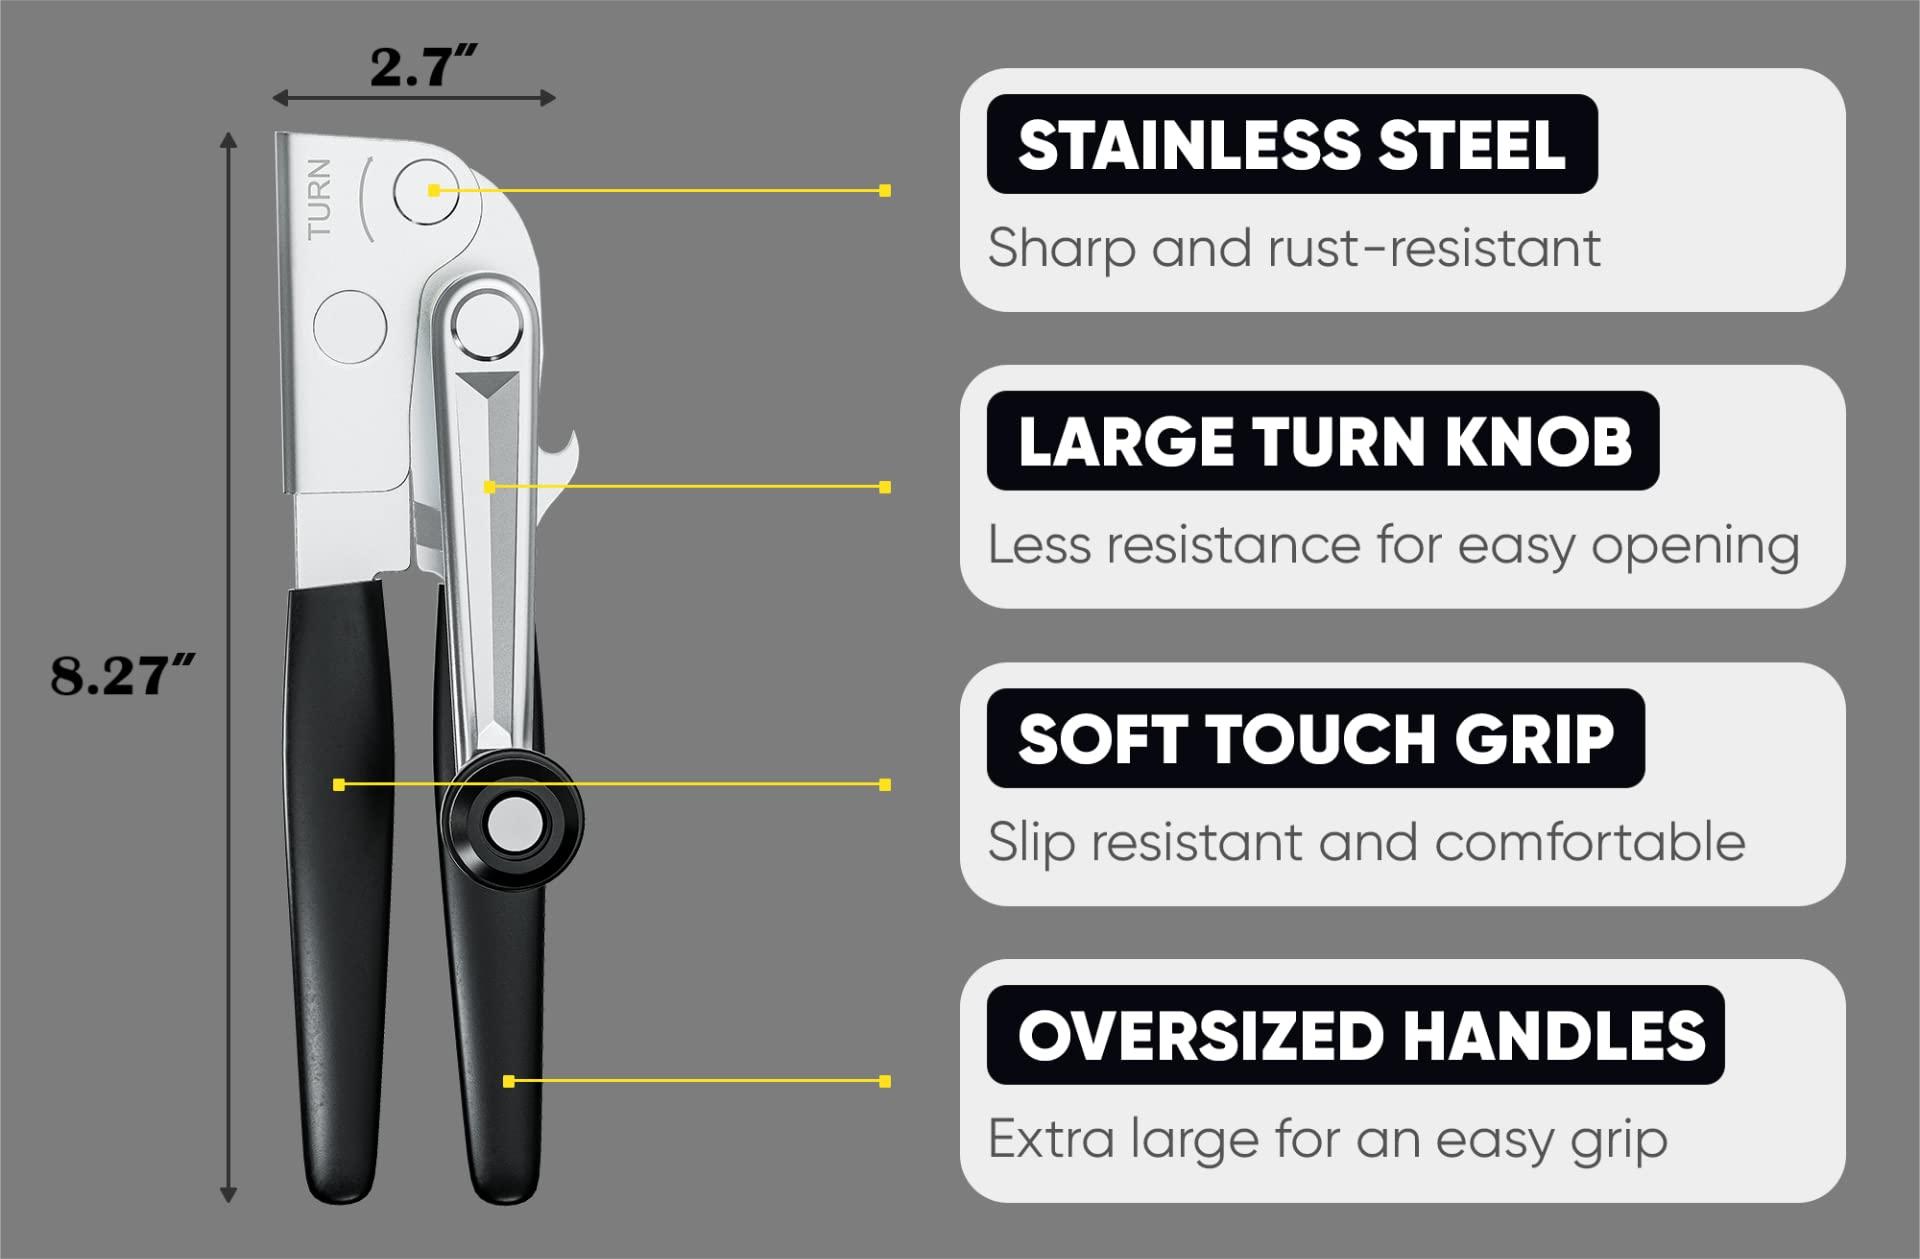 2.7"
TURN
8.27"
STAINLESS STEEL
Sharp and rust-resistant
LARGE TURN KNOB
Less resistance for easy opening
SOFT TOUCH GRIP
Slip resistant and comfortable
OVERSIZED HANDLES
Extra large for an easy grip